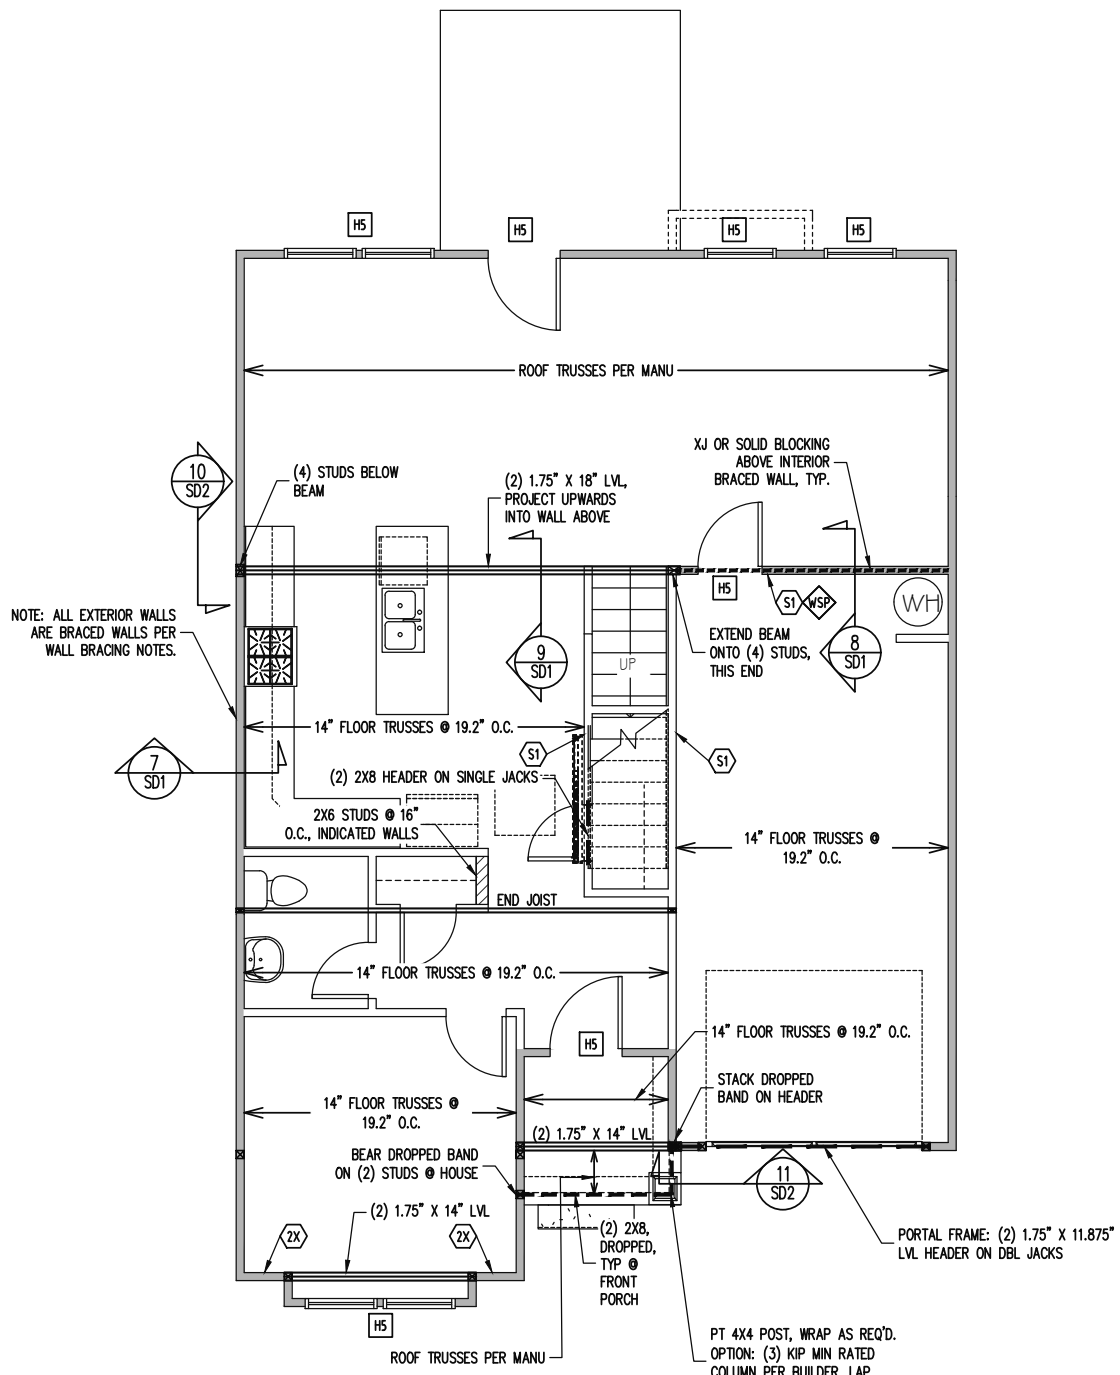 H5
H5
H5
H5
ROOF TRUSSES PER MANU
10
SD2
(4) STUDS BELOW
BEAM
(2) 1.75" X 18" LVL,
PROJECT UPWARDS
INTO WALL ABOVE
XJ OR SOLID BLOCKING
ABOVE INTERIOR
BRACED WALL, TYP.
H5
S1
WSP
WH
NOTE: ALL EXTERIOR WALLS
ARE BRACED WALLS PER
WALL BRACING NOTES.
EXTEND BEAM
ONTO (4) STUDS,
THIS END
9
SD1
8
SD1
UP
14" FLOOR TRUSSES @ 19.2" O.C.
N
S1
S1
7
SD1
(2) 2X8 HEADER ON SINGLE JACKS
2X6 STUDS @ 16"
O.C., INDICATED WALLS
14" FLOOR TRUSSES @
19.2" O.C.
END JOIST
14" FLOOR TRUSSES @ 19.2" O.C.
H5
14" FLOOR TRUSSES @ 19.2" O.C.
STACK DROPPED
BAND ON HEADER
14" FLOOR TRUSSES @
19.2" O.C.
(2) 1.75" X 14" LVL
BEAR DROPPED BAND
ON (2) STUDS @ HOUSE
11
SD2
(2) 1.75" X 14" LVL
2X
2X
(2) 2X8,
DROPPED,
TYP @
FRONT
PORCH
PORTAL FRAME: (2) 1.75" X 11.875"
LVL HEADER ON DBL JACKS
H5
ROOF TRUSSES PER MANU
PT 4X4 POST, WRAP AS REQ'D.
OPTION: (3) KIP MIN RATED
COLUMN PER BUILDER. LAP